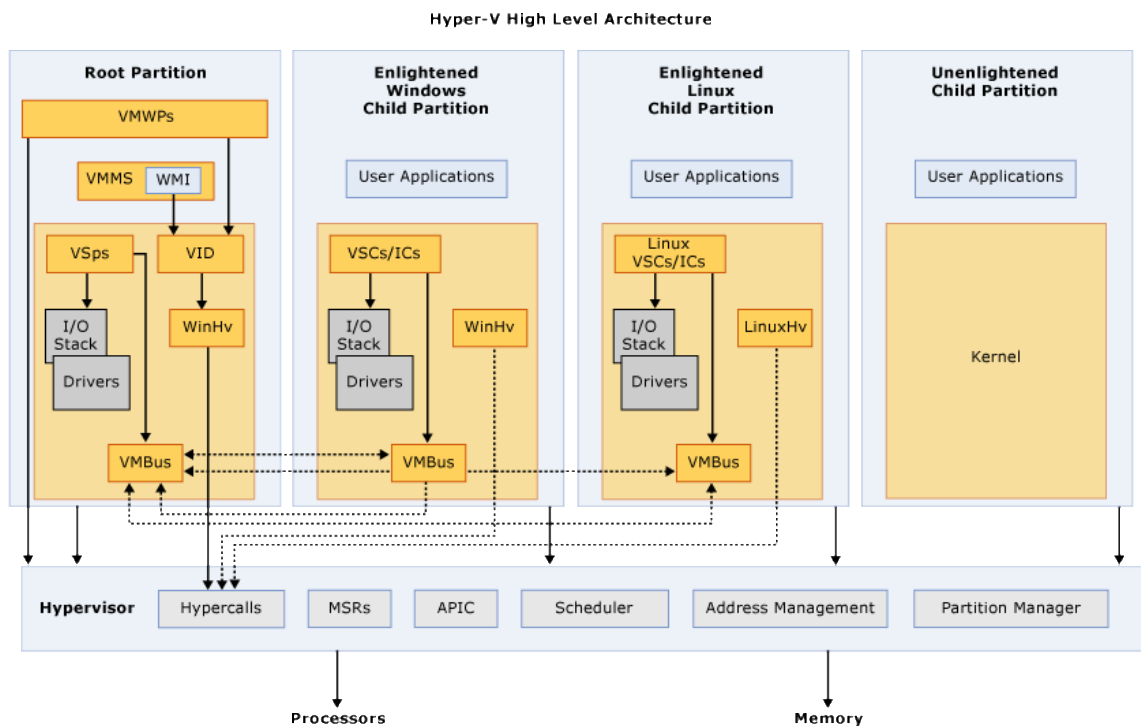 Hyper-V High Level Architecture
Root Partition
VMWPs
VMMS
WMI
VSps
VID
I/O
Stack
Drivers
WinHv
VMBus
Enlightened
Windows
Child Partition
User Applications
VSCs/ICs
I/O
Stack
Drivers
WinHv
VMBus
Enlightened
Linux
Child Partition
User Applications
Linux
VSCs/ICs
I/O
Stack
Drivers
LinuxHv
VMBus
Unenlightened
Child Partition
User Applications
Kernel
Hypervisor
Hypercalls
MSRs
APIC
Scheduler
Address Management
Partition Manager
Processors
Memory